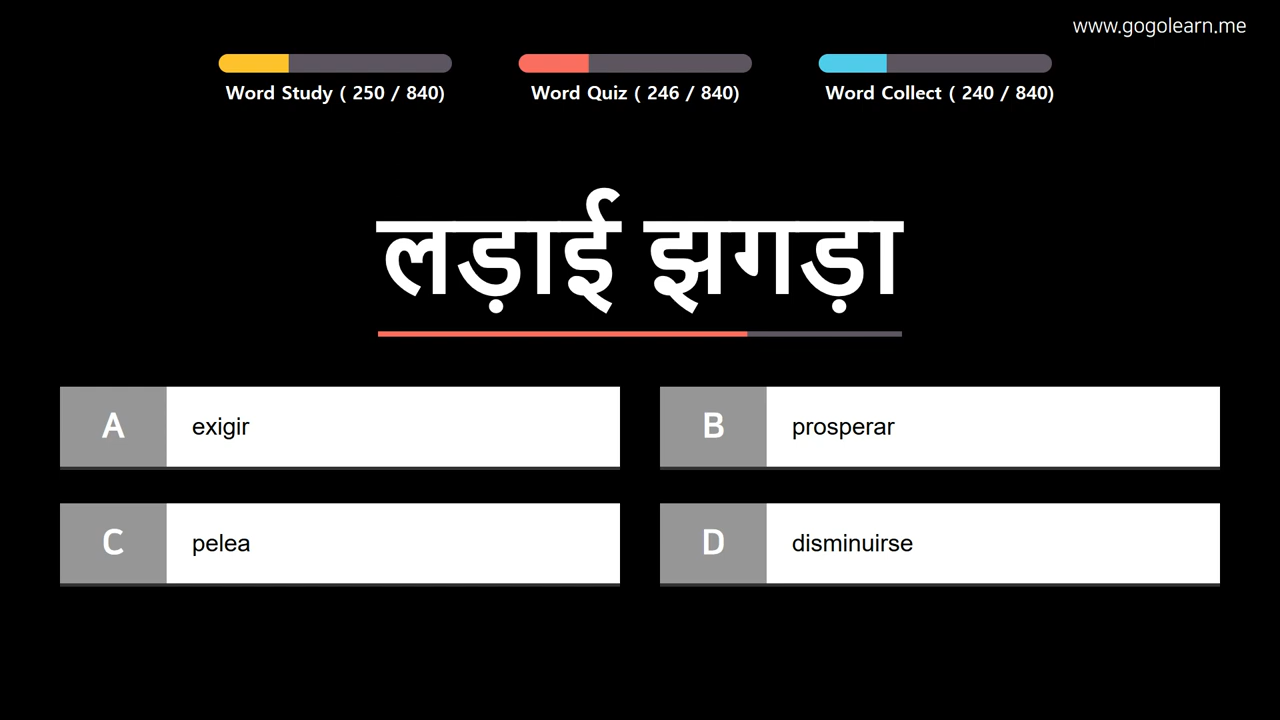 www.gogolearn.me
Word Study ( 250 / 840)
Word Quiz ( 246 / 840)
Word Collect ( 240 / 840)
लड़ाई झगड़ा
A exigir
B prosperar
C pelea
D disminuirse